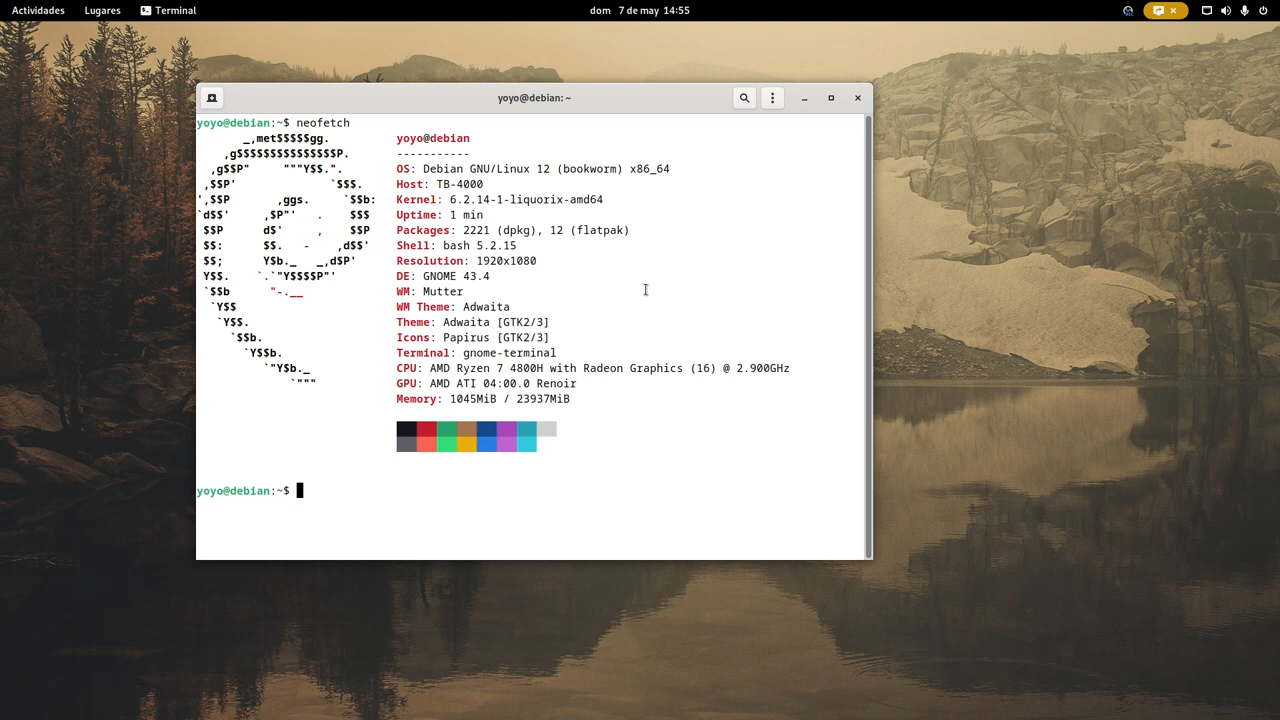 Actividades Lugares Terminal dom 7 de may 14:55
yoyo@debian: ~
yoyo@debian:~$ neofetch
_,met$$$$$gg.
,g$$$$$$$$$$$$$$$P.
,g$$P" """Y$$.".
,$$P' `$$$.
',$$P ,ggs. `$$b:
`d$$' ,$P"' . $$$
$$P d$' , $$P
$$: $$. - ,d$$'
$$; Y$b._ _,d$P'
Y$$. `.`"Y$$$$P"'
`$$b "-.__
`Y$$
`Y$$.
`$$b.
`Y$$b.
`"Y$b._
`"""
yoyo@debian
-----------
OS: Debian GNU/Linux 12 (bookworm) x86_64
Host: TB-4000
Kernel: 6.2.14-1-liquorix-amd64
Uptime: 1 min
Packages: 2221 (dpkg), 12 (flatpak)
Shell: bash 5.2.15
Resolution: 1920x1080
DE: GNOME 43.4
WM: Mutter
WM Theme: Adwaita
Theme: Adwaita [GTK2/3]
Icons: Papirus [GTK2/3]
Terminal: gnome-terminal
CPU: AMD Ryzen 7 4800H with Radeon Graphics (16) @ 2.900GHz
GPU: AMD ATI 04:00.0 Renoir
Memory: 1045MiB / 23937MiB
yoyo@debian:~$